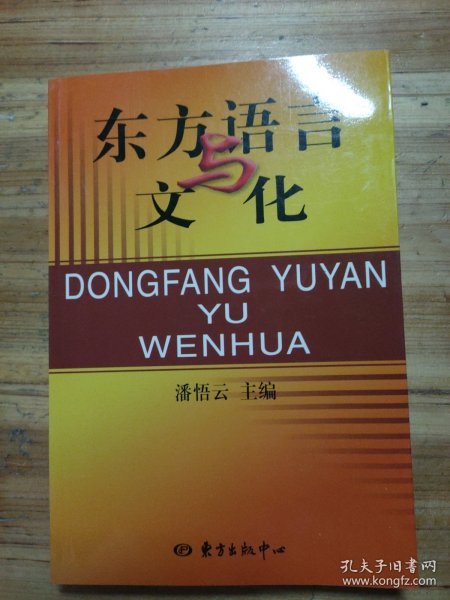 东方语言
与
文化
DONGFANG YUYAN
YU
WENHUA
潘悟云 主编
东方出版中心
孔夫子旧书网
www.kongfz.com